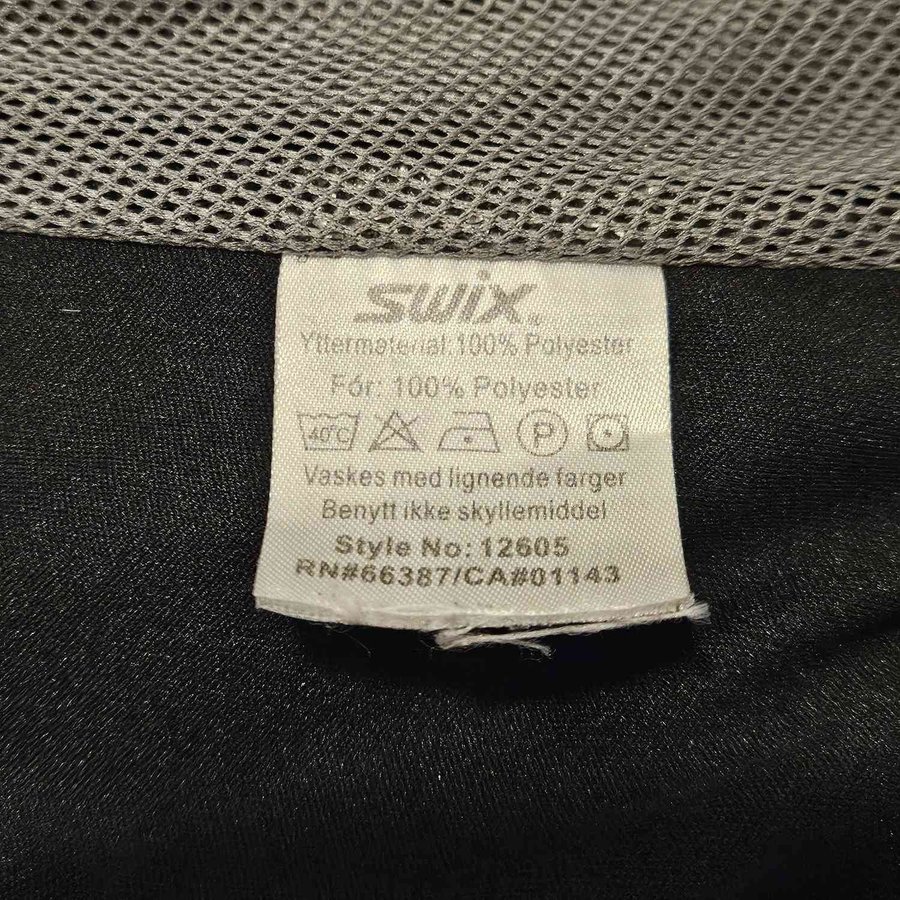 SWIX
Yttermaterial: 100% Polyester
Fór: 100% Polyester
40°C P
Vaskes med lignende farger
Benytt ikke skyllemiddel
Style No: 12605
RN#66387/CA#01143